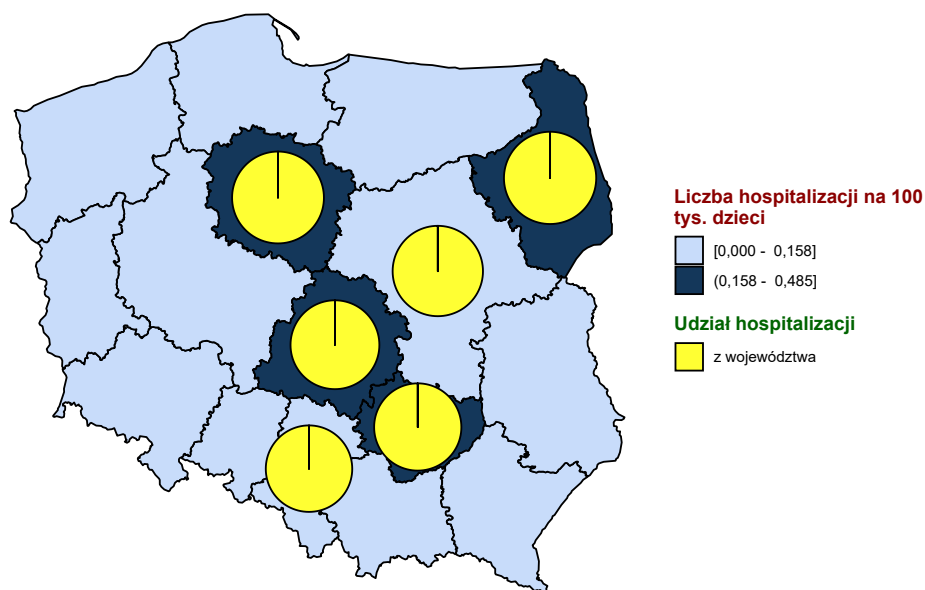 Liczba hospitalizacji na 100
tys. dzieci
[0,000 - 0,158]
(0,158 - 0,485]
Udział hospitalizacji
z województwa